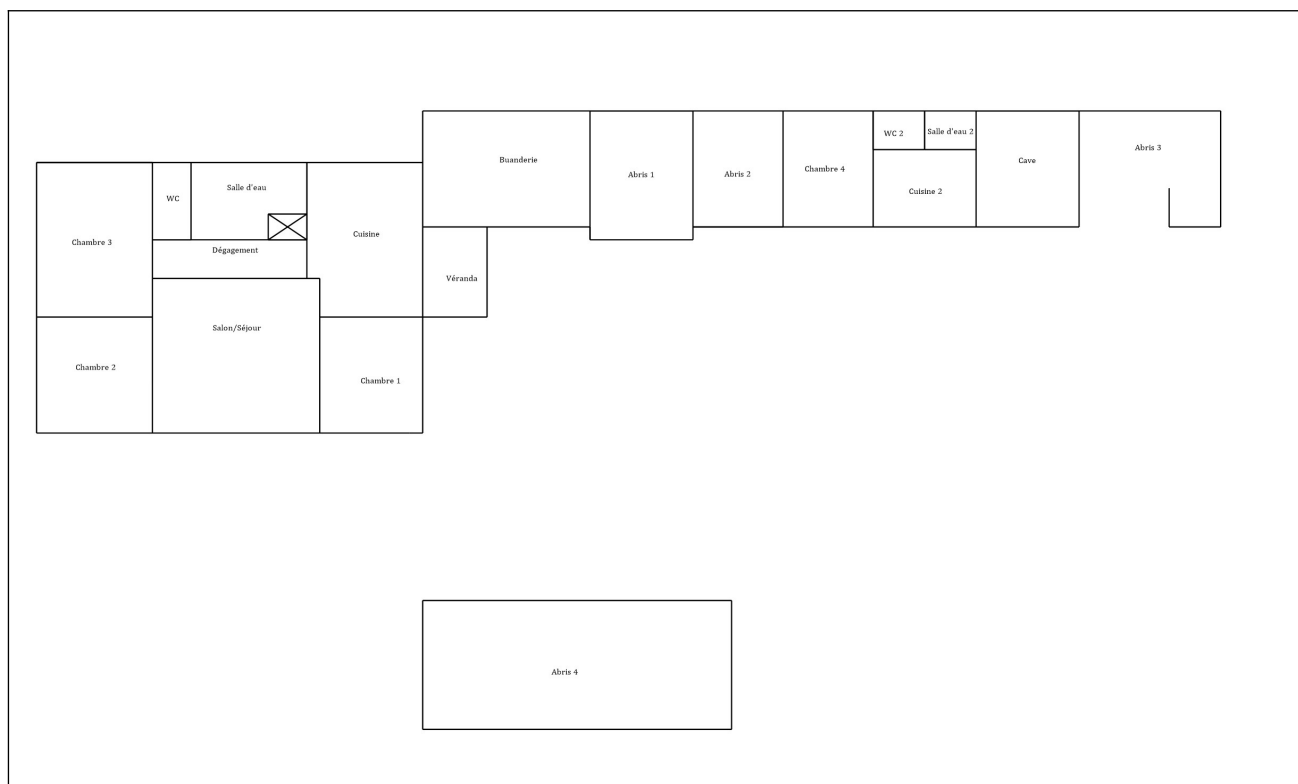 Buanderie
Abris 1
Abris 2
Chambre 4
WC 2
Salle d'eau 2
Cuisine 2
Cave
Abris 3
Chambre 3
WC
Salle d'eau
Dégagement
Cuisine
Véranda
Chambre 2
Salon/Séjour
Chambre 1
Abris 4